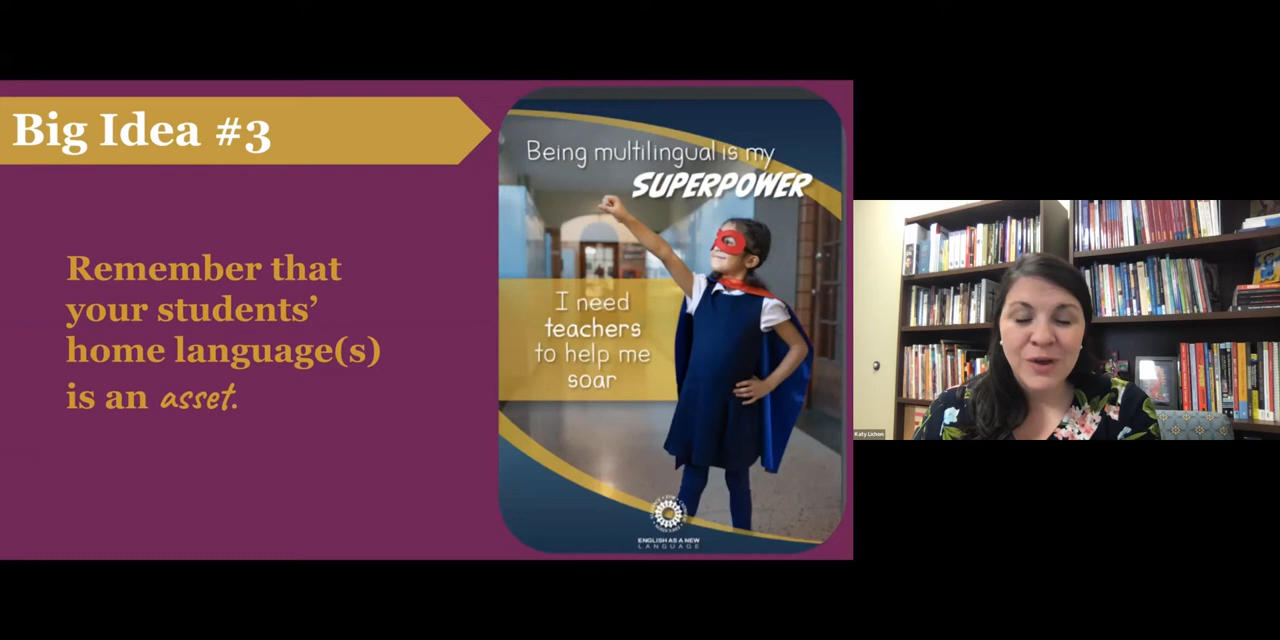 Big Idea #3
Remember that
your students'
home language(s)
is an asset.
Being multilingual is my
SUPERPOWER
I need
teachers
to help me
soar
ENGLISH AS A NEW
LANGUAGE
Katy Lichon